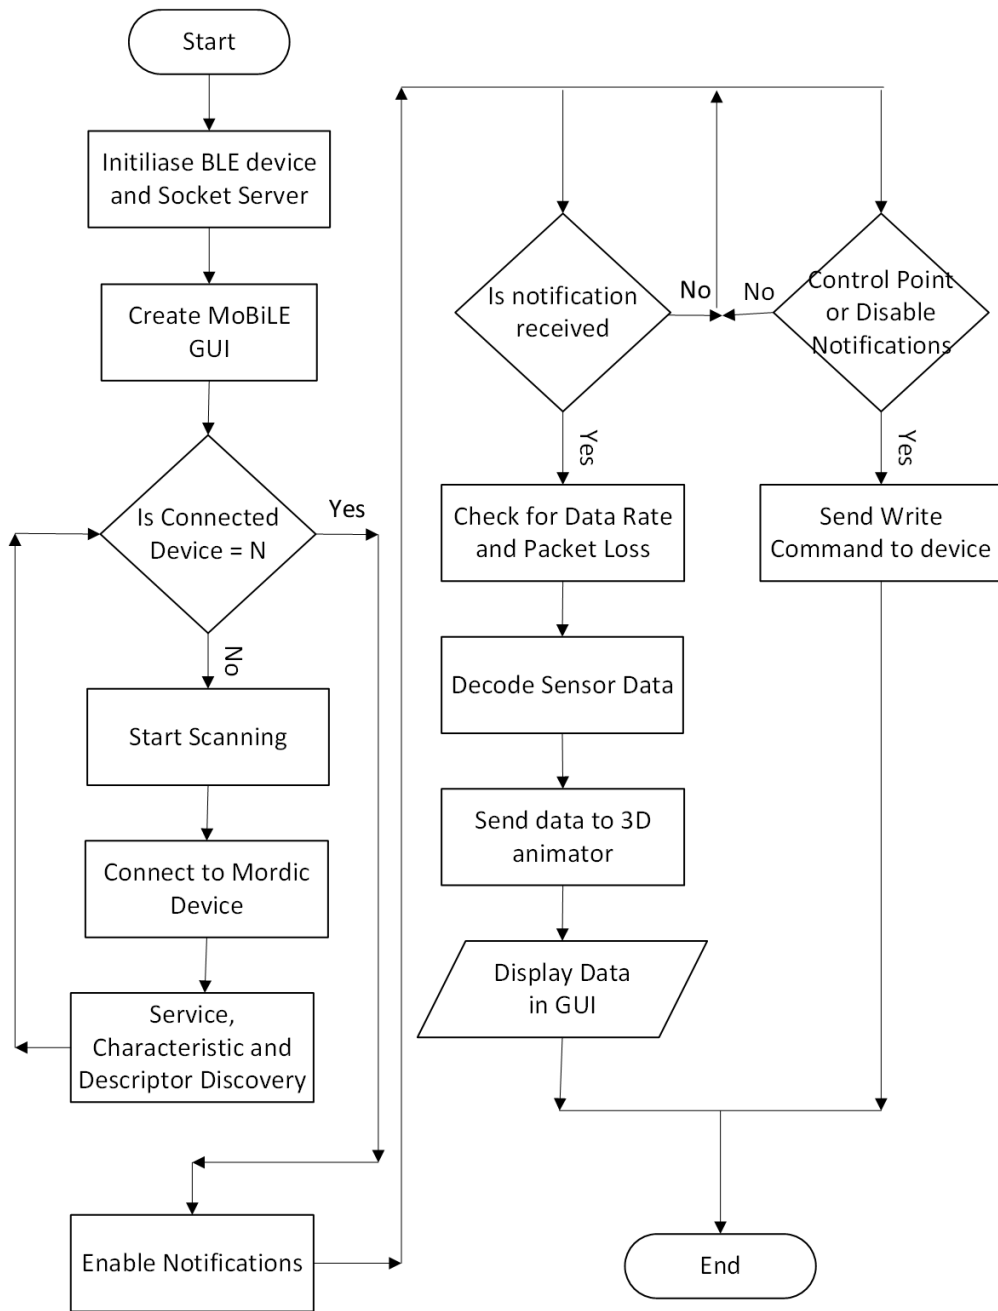 Start
Initiliase BLE device
and Socket Server
Create MoBiLE
GUI
Is Connected
Device = N
Yes
No
Start Scanning
Connect to Mordic
Device
Service,
Characteristic and
Descriptor Discovery
Enable Notifications
Is notification
received
No
Yes
Check for Data Rate
and Packet Loss
Decode Sensor Data
Send data to 3D
animator
Display Data
in GUI
Control Point
or Disable
Notifications
No
Yes
Send Write
Command to device
End